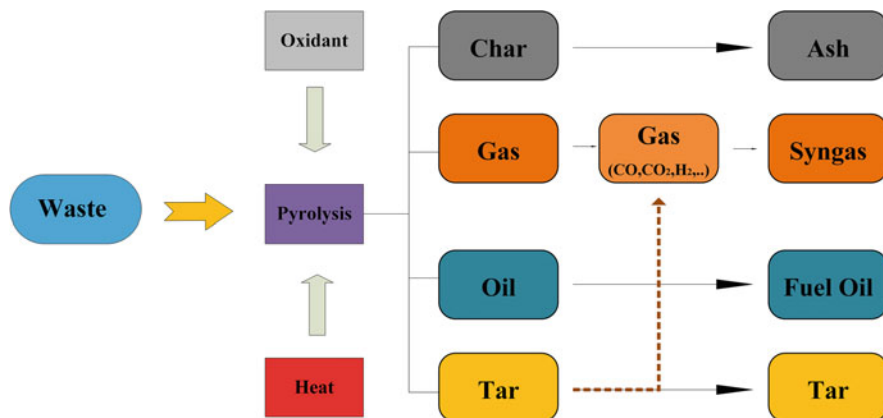 Oxidant
Char
Ash
Gas
Gas
(CO,CO₂,H₂,..)
Syngas
Waste
Pyrolysis
Oil
Fuel Oil
Heat
Tar
Tar